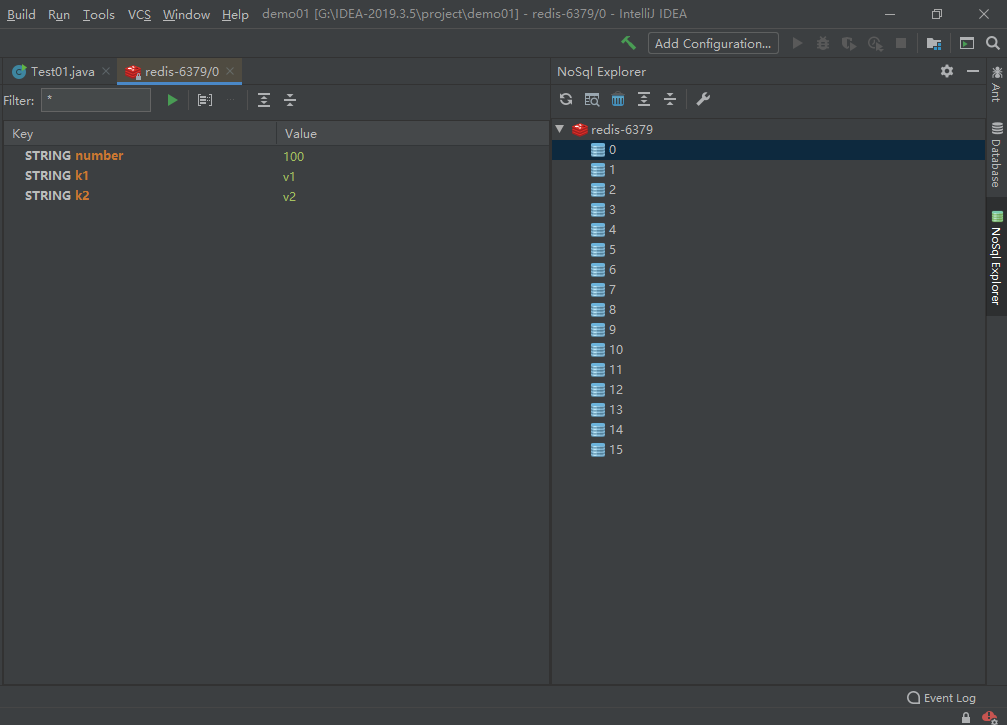 Build Run Tools VCS Window Help demo01 [G:\IDEA-2019.3.5\project\demo01] - redis-6379/0 - IntelliJ IDEA
Add Configuration...
Test01.java redis-6379/0
NoSql Explorer
Filter: *
Key Value
STRING number 100
STRING k1 v1
STRING k2 v2
redis-6379
0
1
2
3
4
5
6
7
8
9
10
11
12
13
14
15
Ant
Database
NoSql Explorer
Event Log